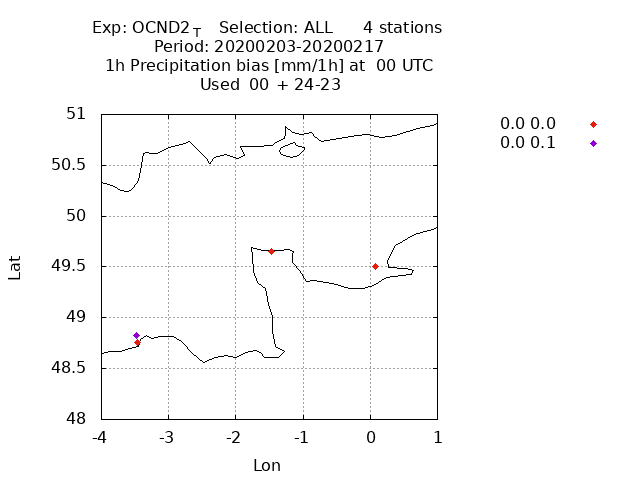 Exp: OCND2T Selection: ALL 4 stations
Period: 20200203-20200217
1h Precipitation bias [mm/1h] at 00 UTC
Used 00 + 24-23
0.0 0.0
0.0 0.1
51
50.5
50
49.5
49
48.5
48
Lat
-4 -3 -2 -1 0 1
Lon